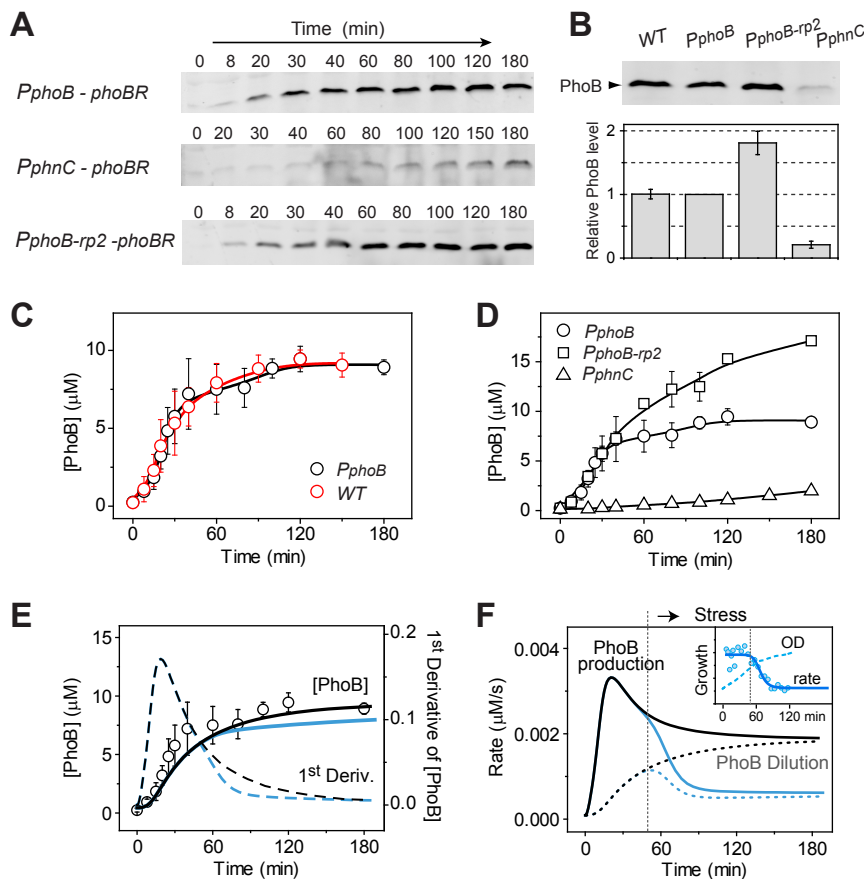 A
Time (min)
0 8 20 30 40 60 80 100 120 180
PphoB - phoBR
0 20 30 40 60 80 100 120 150 180
PphnC - phoBR
0 8 20 30 40 60 80 100 120 180
PphoB-rp2 -phoBR
B
WT PphoB PphoB-rp2 PphnC
PhoB
Relative PhoB level
2
1
0
C
[PhoB] (μM)
10
5
0
PphoB
WT
0 30 60 90 120 150 180
Time (min)
D
[PhoB] (μM)
15
10
5
0
PphoB
PphoB-rp2
PphnC
0 60 120 180
Time (min)
E
[PhoB] (μM)
15
10
5
0
[PhoB]
1st Deriv.
0.2
0.1
0.0
1st Derivative of [PhoB]
0 60 120 180
Time (min)
F
Rate (μM/s)
0.004
0.002
0.000
Stress
PhoB
production
PhoB Dilution
Growth
OD
rate
0 60 120 min
0 60 120 180
Time (min)